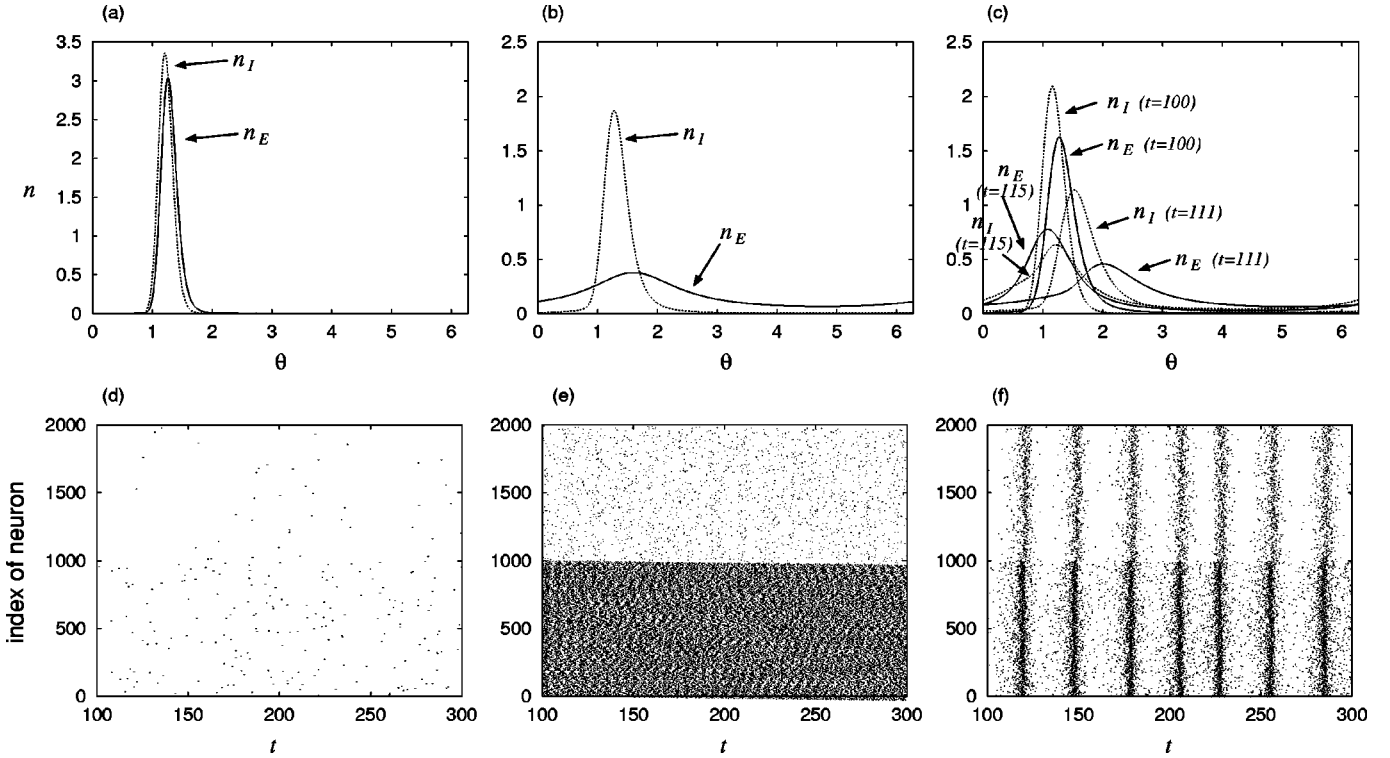 (a) (b) (c)
3.5 3 2.5 2 1.5 1 0.5 0
n
n_I
n_E
0 1 2 3 4 5 6
θ
2.5 2 1.5 1 0.5 0
n_I
n_E
0 1 2 3 4 5 6
θ
2.5 2 1.5 1 0.5 0
n_I (t=100)
n_E (t=100)
n_E (t=115)
n_I (t=115)
n_I (t=111)
n_E (t=111)
0 1 2 3 4 5 6
θ
(d) (e) (f)
index of neuron
2000 1500 1000 500 0
100 150 200 250 300
t
2000 1500 1000 500 0
100 150 200 250 300
t
2000 1500 1000 500 0
100 150 200 250 300
t